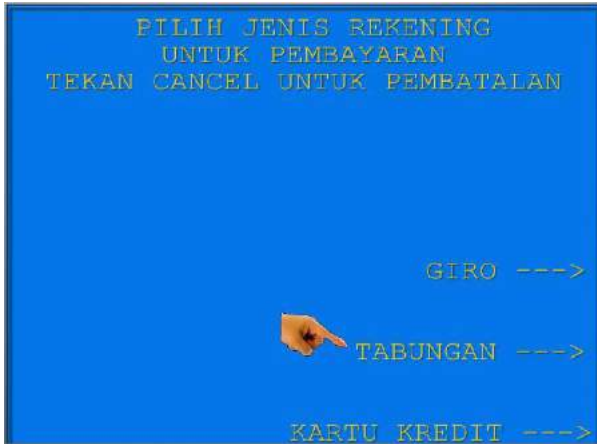 PILIH JENIS REKENING
UNTUK PEMBAYARAN
TEKAN CANCEL UNTUK PEMBATALAN
GIRO --->
TABUNGAN --->
KARTU KREDIT --->